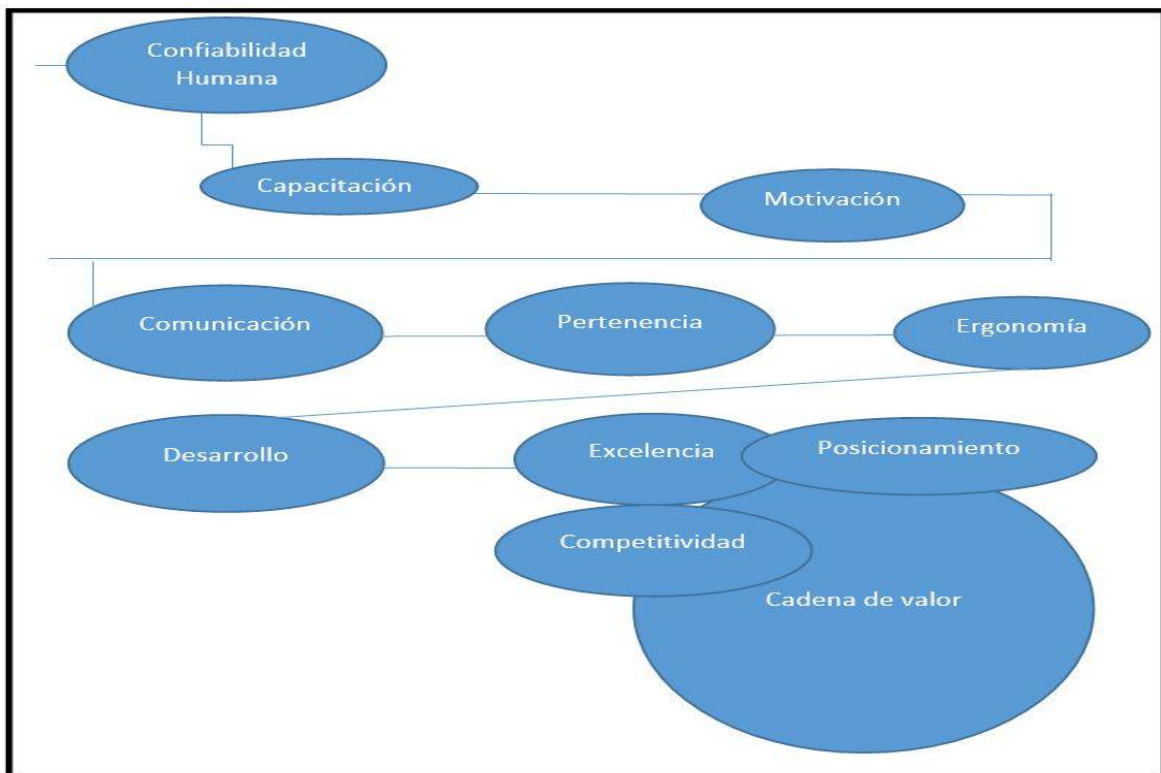 Confiabilidad
Humana
Capacitación
Motivación
Comunicación
Pertenencia
Ergonomía
Desarrollo
Excelencia
Posicionamiento
Competitividad
Cadena de valor